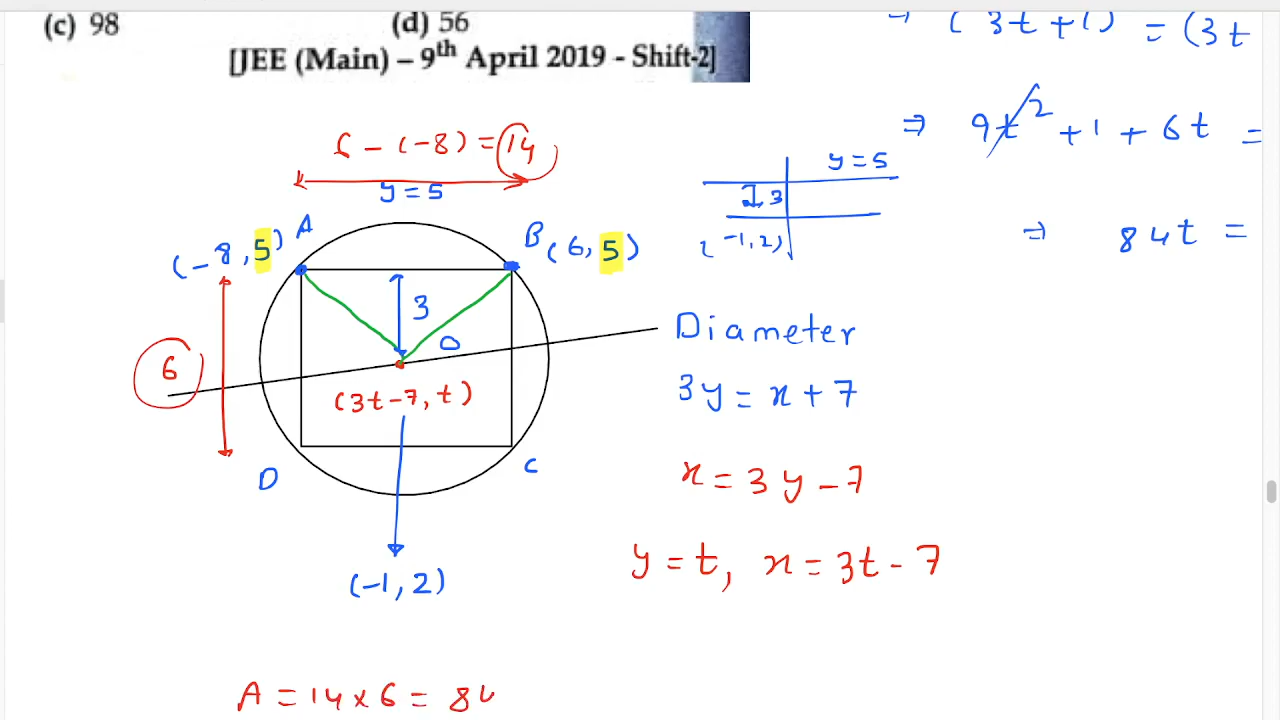 (c) 98 (d) 56
[JEE (Main) – 9th April 2019 - Shift-2]
⇒ (3t+1) = (3t
⇒ 9t² + 1 + 6t =
⇒ 84t =
6 - (-8) = 14
y = 5
A
(-8, 5)
B (6, 5)
3
O
6
(3t-7, t)
D
C
(-1, 2)
y = 5
1, 3
(-1, 2)
Diameter
3y = x + 7
x = 3y - 7
y = t, x = 3t - 7
A = 14 x 6 = 84